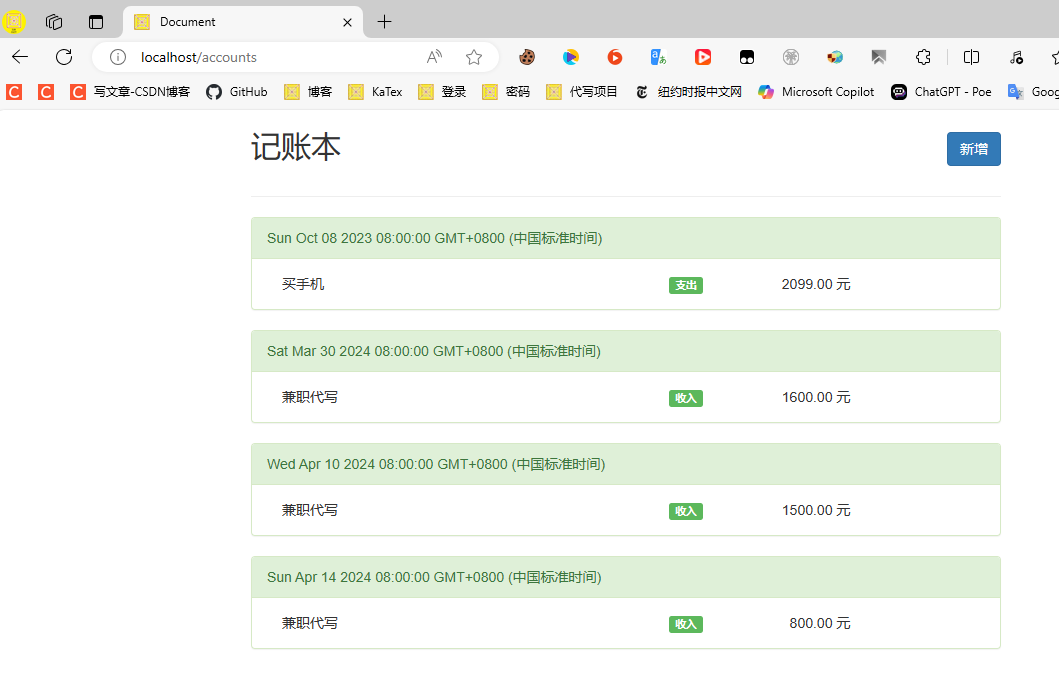 Document
localhost/accounts
写文章-CSDN博客 GitHub 博客 KaTex 登录 密码 代写项目 纽约时报中文网 Microsoft Copilot ChatGPT - Poe Goog
记账本 新增
Sun Oct 08 2023 08:00:00 GMT+0800 (中国标准时间)
买手机 支出 2099.00 元
Sat Mar 30 2024 08:00:00 GMT+0800 (中国标准时间)
兼职代写 收入 1600.00 元
Wed Apr 10 2024 08:00:00 GMT+0800 (中国标准时间)
兼职代写 收入 1500.00 元
Sun Apr 14 2024 08:00:00 GMT+0800 (中国标准时间)
兼职代写 收入 800.00 元